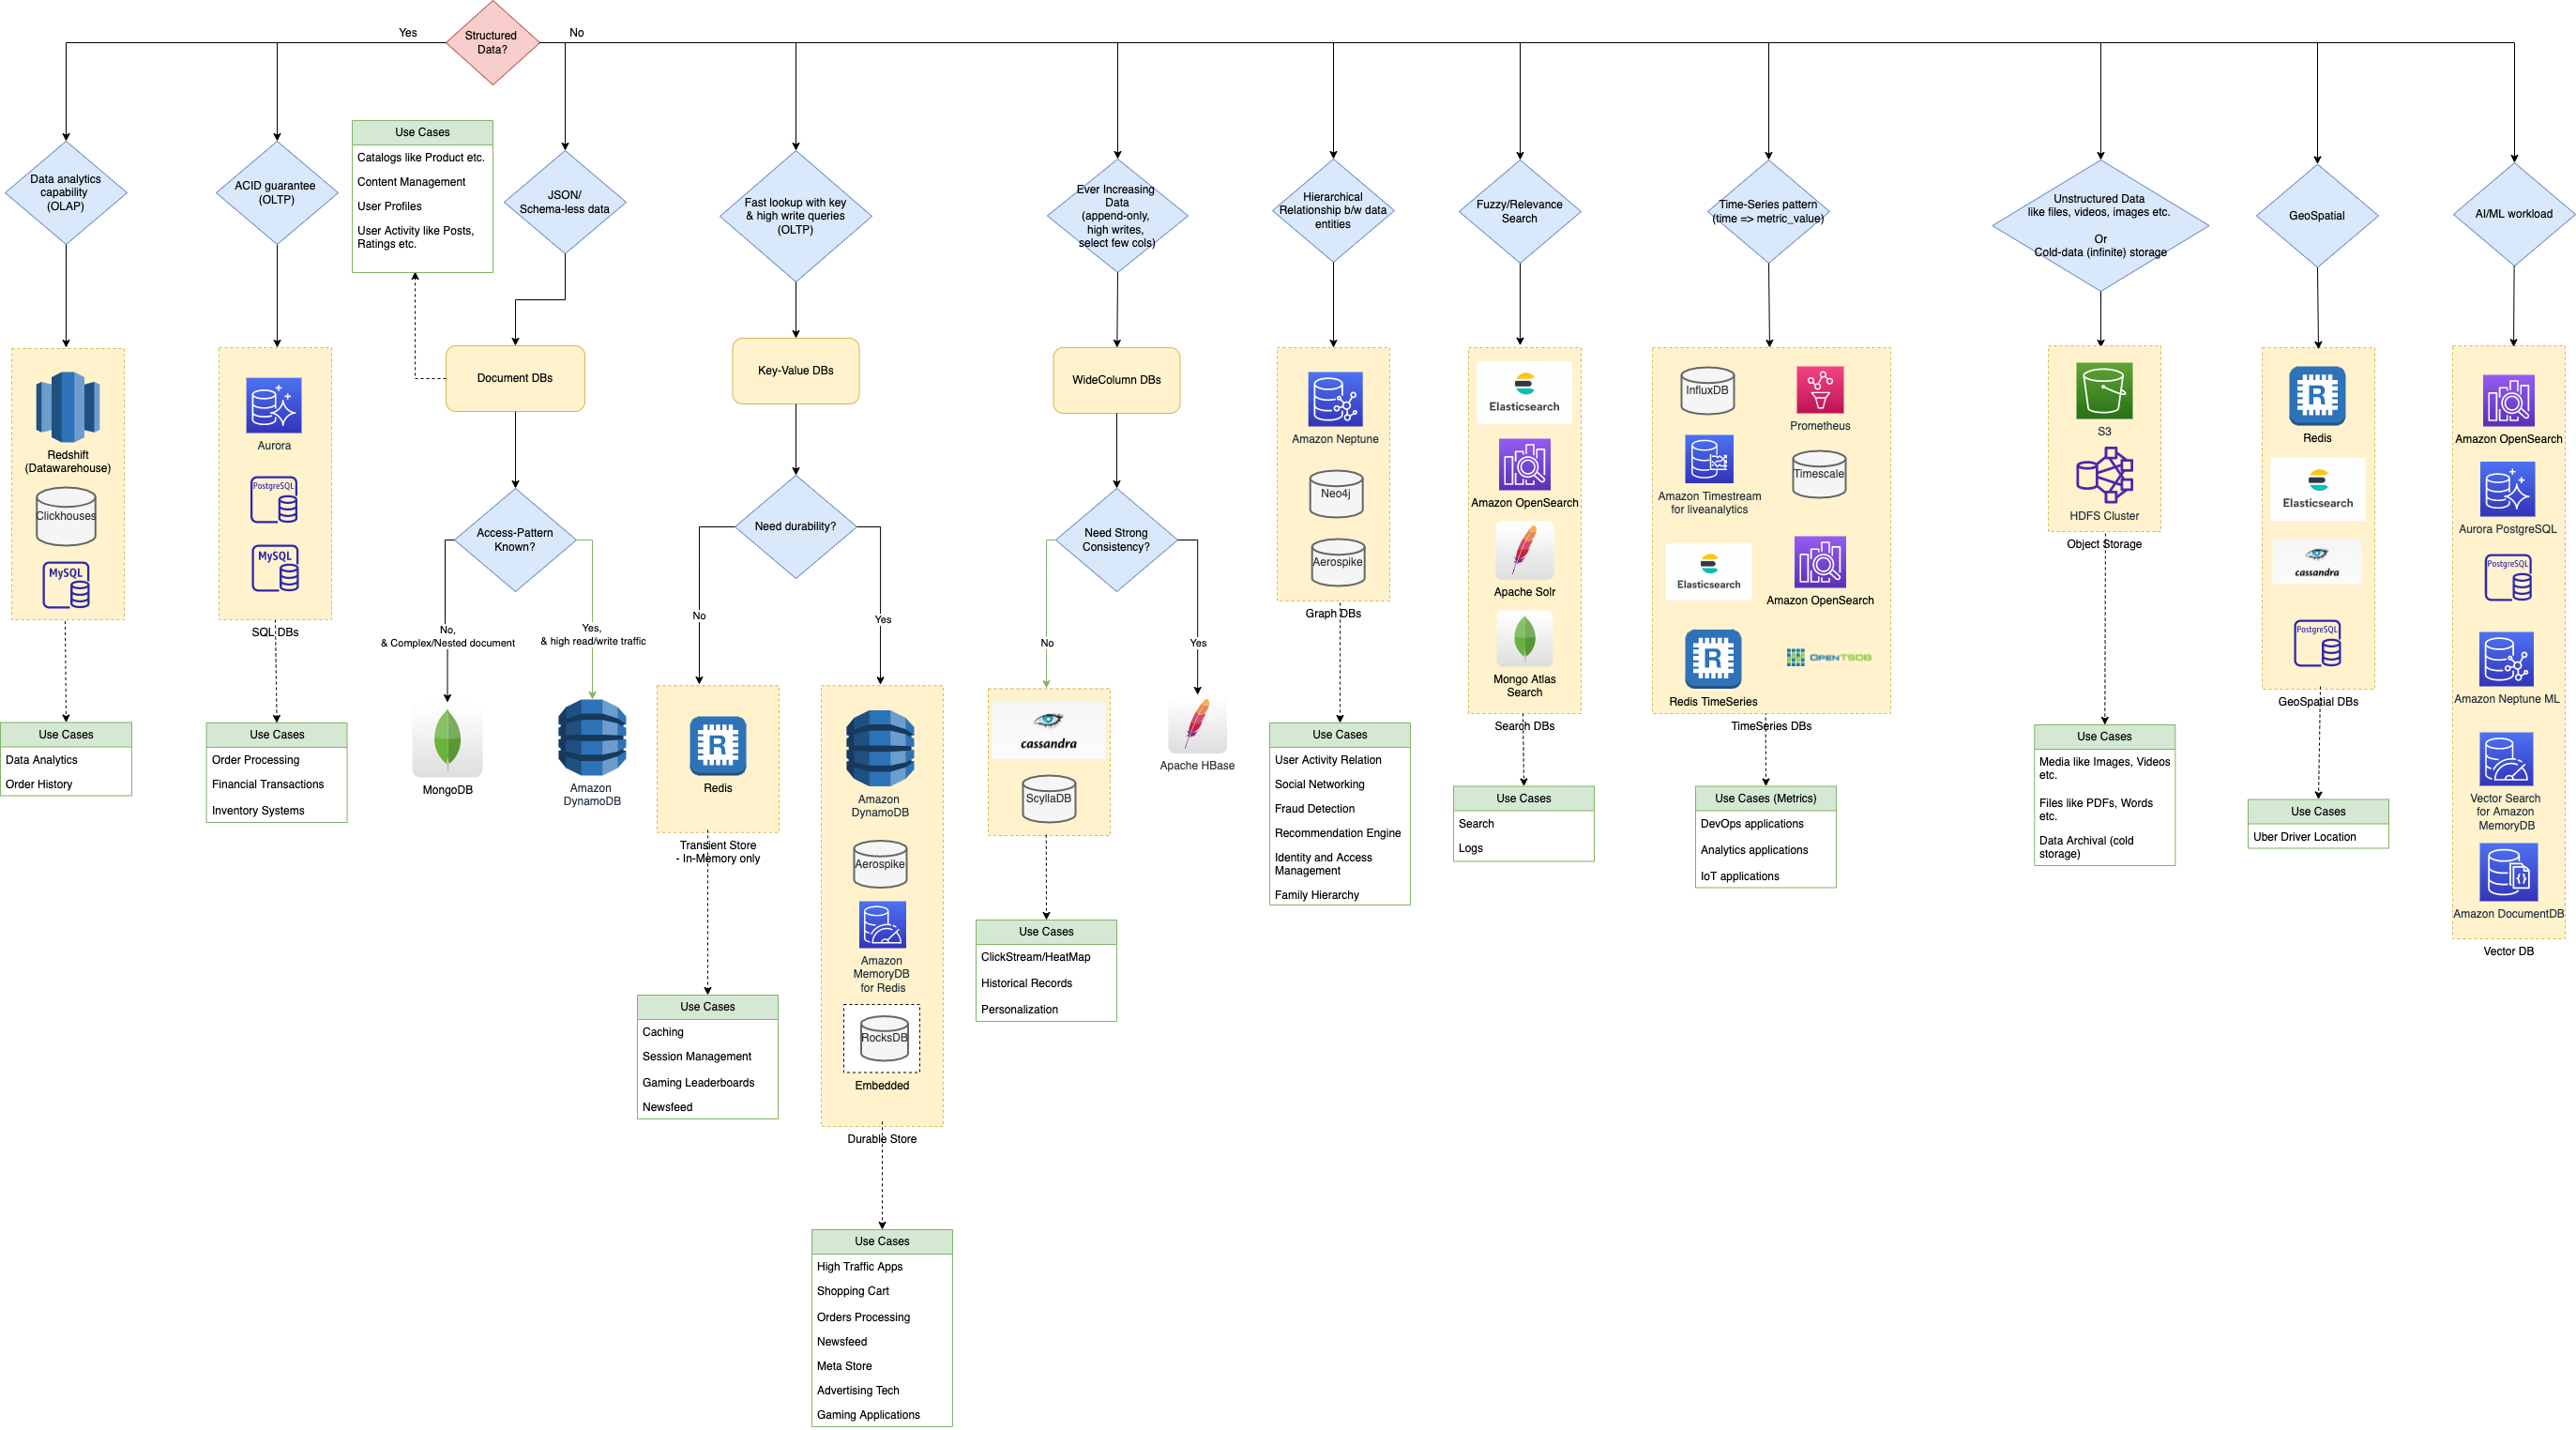 Structured
Data?
Yes
No
Data analytics
capability
(OLAP)
Redshift
(Datawarehouse)
Clickhouses
MySQL
Use Cases
Data Analytics
Order History
ACID guarantee
(OLTP)
Aurora
PostgreSQL
MySQL
SQL DBs
Use Cases
Order Processing
Financial Transactions
Inventory Systems
Use Cases
Catalogs like Product etc.
Content Management
User Profiles
User Activity like Posts,
Ratings etc.
JSON/
Schema-less data
Document DBs
Access-Pattern
Known?
No,
& Complex/Nested document
Yes,
& high read/write traffic
MongoDB
Amazon
DynamoDB
Fast lookup with key
& high write queries
(OLTP)
Key-Value DBs
Need durability?
No
Yes
R
Redis
Transient Store
- In-Memory only
Use Cases
Caching
Session Management
Gaming Leaderboards
Newsfeed
Amazon
DynamoDB
Aerospike
Amazon
MemoryDB
for Redis
RocksDB
Embedded
Durable Store
Use Cases
High Traffic Apps
Shopping Cart
Orders Processing
Newsfeed
Meta Store
Advertising Tech
Gaming Applications
Ever Increasing
Data
(append-only,
high writes,
select few cols)
WideColumn DBs
Need Strong
Consistency?
No
Yes
cassandra
ScyllaDB
Apache HBase
Use Cases
ClickStream/HeatMap
Historical Records
Personalization
Hierarchical
Relationship b/w data
entities
Amazon Neptune
Neo4j
Aerospike
Graph DBs
Use Cases
User Activity Relation
Social Networking
Fraud Detection
Recommendation Engine
Identity and Access
Management
Family Hierarchy
Fuzzy/Relevance
Search
Elasticsearch
Amazon OpenSearch
Apache Solr
Mongo Atlas
Search
Search DBs
Use Cases
Search
Logs
Time-Series pattern
(time => metric_value)
InfluxDB
Prometheus
Amazon Timestream
for liveanalytics
Timescale
Elasticsearch
Amazon OpenSearch
R
Redis TimeSeries
OPENTSDB
TimeSeries DBs
Use Cases (Metrics)
DevOps applications
Analytics applications
IoT applications
Unstructured Data
like files, videos, images etc.
Or
Cold-data (infinite) storage
S3
HDFS Cluster
Object Storage
Use Cases
Media like Images, Videos
etc.
Files like PDFs, Words
etc.
Data Archival (cold
storage)
GeoSpatial
R
Redis
Elasticsearch
cassandra
PostgreSQL
GeoSpatial DBs
Use Cases
Uber Driver Location
AI/ML workload
Amazon OpenSearch
Aurora PostgreSQL
PostgreSQL
Amazon Neptune ML
Vector Search
for Amazon
MemoryDB
{}
Amazon DocumentDB
Vector DB